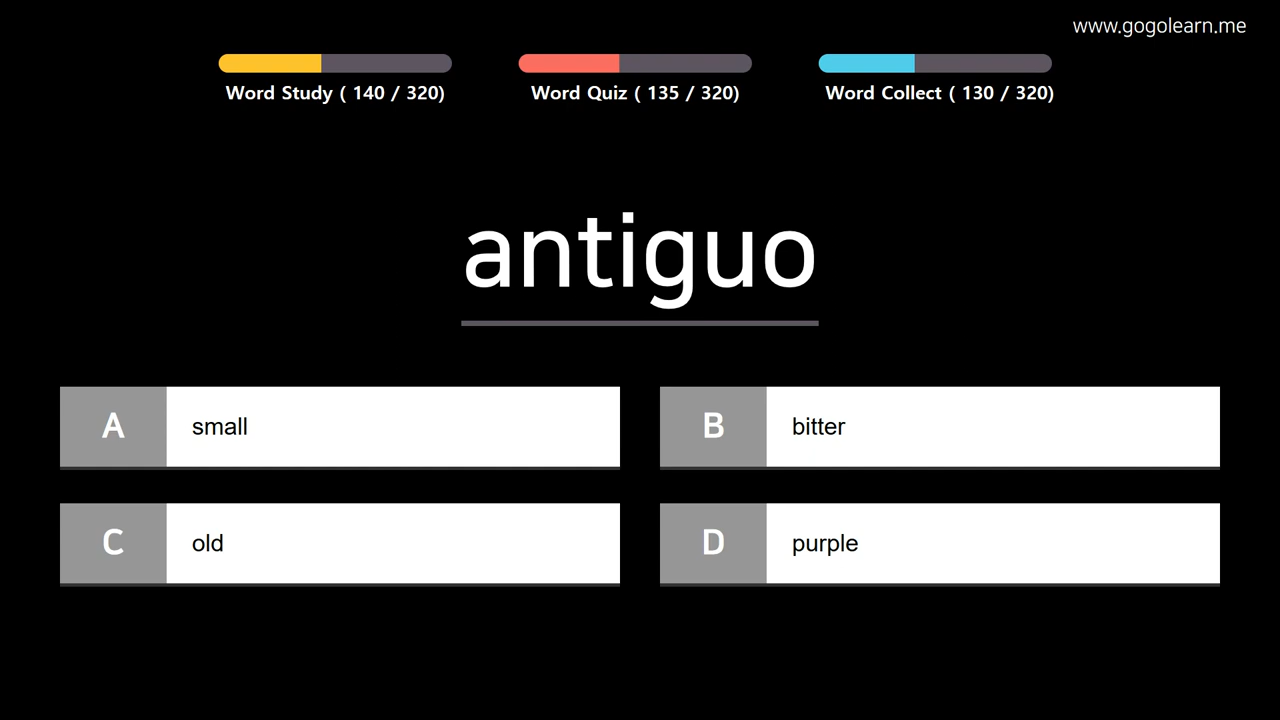 www.gogolearn.me
Word Study ( 140 / 320)
Word Quiz ( 135 / 320)
Word Collect ( 130 / 320)
antiguo
A small
B bitter
C old
D purple